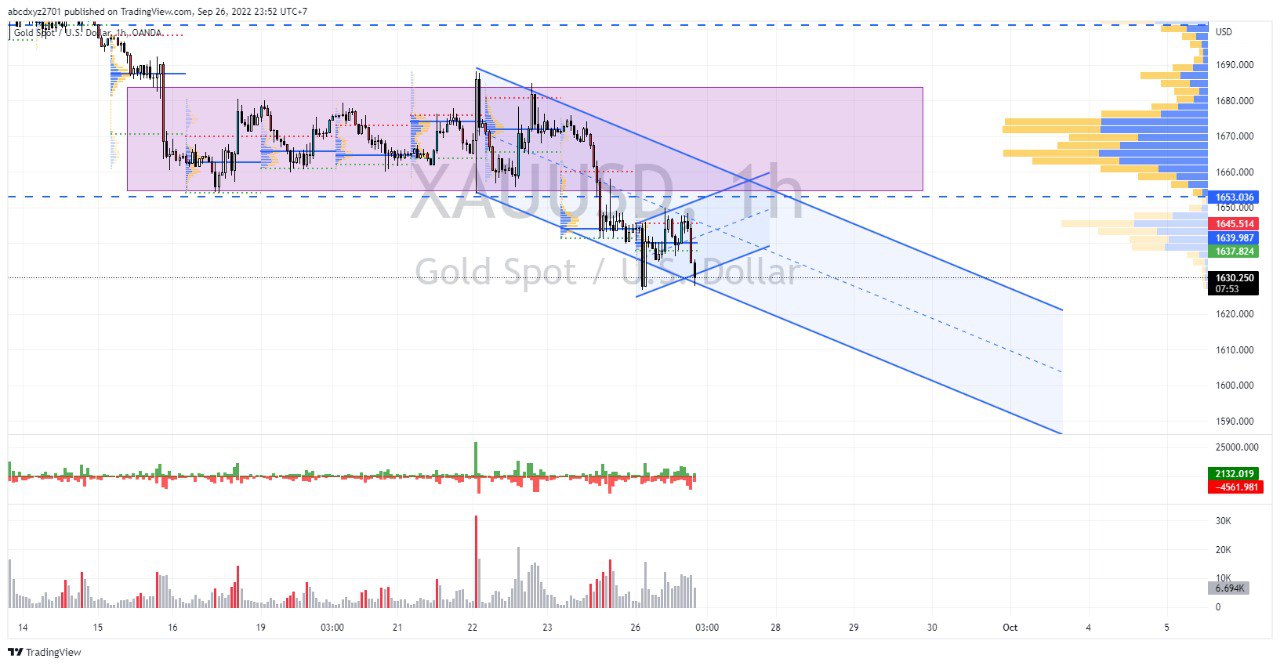 abcdxyz2701 published on TradingView.com, Sep 26, 2022 23:52 UTC+7
Gold Spot / U.S. Dollar, 1h, OANDA
USD
1690.000
1680.000
1670.000
1660.000
1653.036
1650.000
1645.514
1639.987
1637.824
1630.250
07:53
1620.000
1610.000
1600.000
1590.000
XAUUSD 1h
Gold Spot / U.S. Dollar
25000.000
2132.019
-4561.981
30K
20K
10K
6.694K
0
14 15 16 19 03:00 21 22 23 26 03:00 28 29 30 Oct 4 5
TradingView